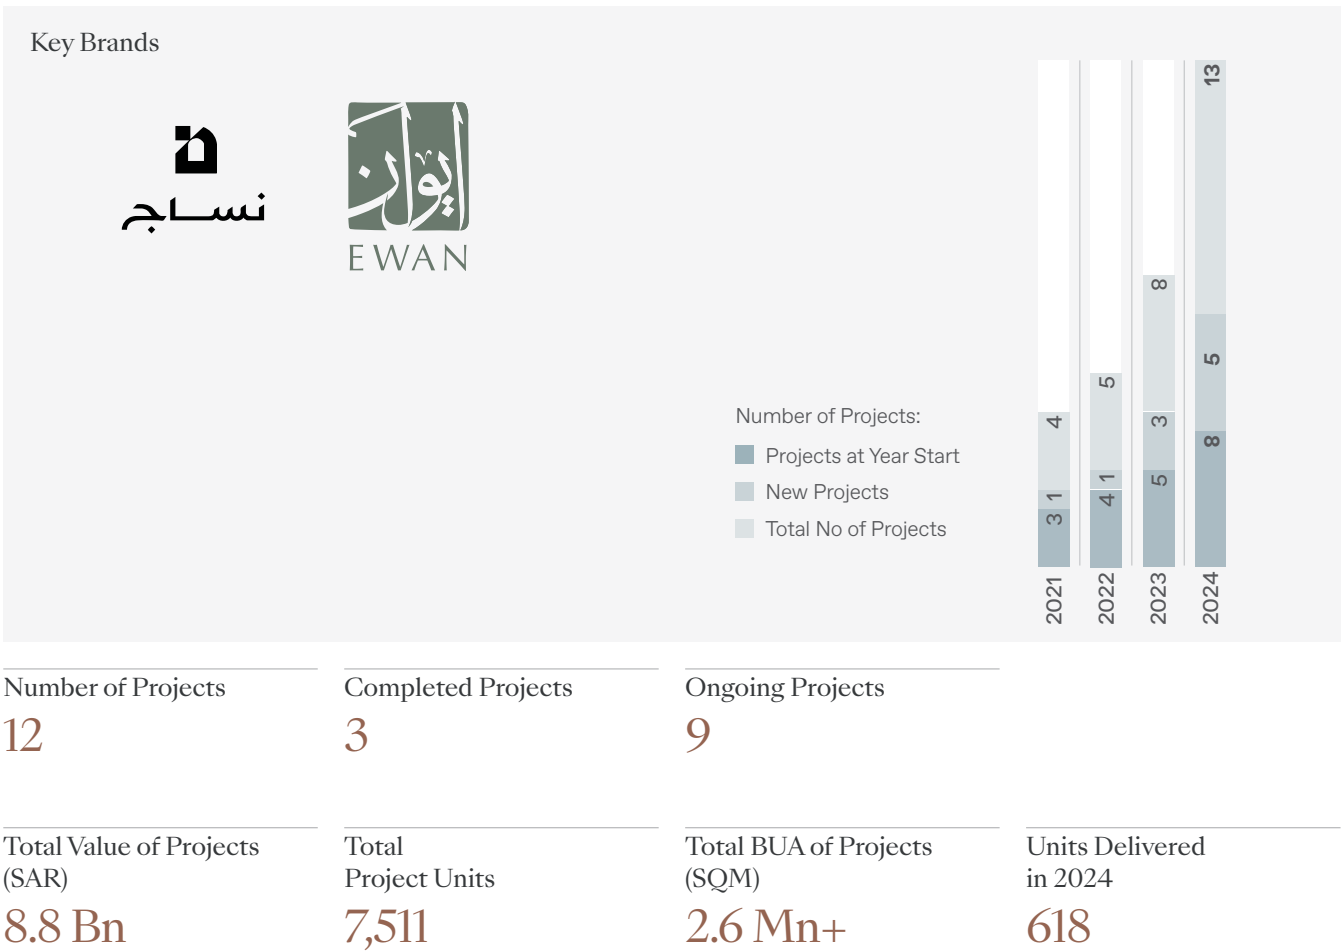 Key Brands
نساج
ايوان
EWAN
Number of Projects:
Projects at Year Start
New Projects
Total No of Projects
4
1
3
2021
5
1
4
2022
8
3
5
2023
13
5
8
2024
Number of Projects
12
Completed Projects
3
Ongoing Projects
9
Total Value of Projects
(SAR)
8.8 Bn
Total
Project Units
7,511
Total BUA of Projects
(SQM)
2.6 Mn+
Units Delivered
in 2024
618